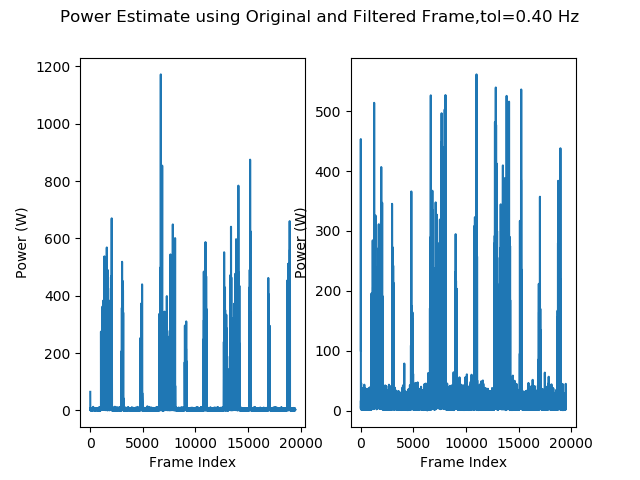 Power Estimate using Original and Filtered Frame,tol=0.40 Hz
1200
1000
800
600
400
200
0
Power (W)
0 5000 10000 15000 20000
Frame Index
500
400
300
200
100
0
Power (W)
0 5000 10000 15000 20000
Frame Index